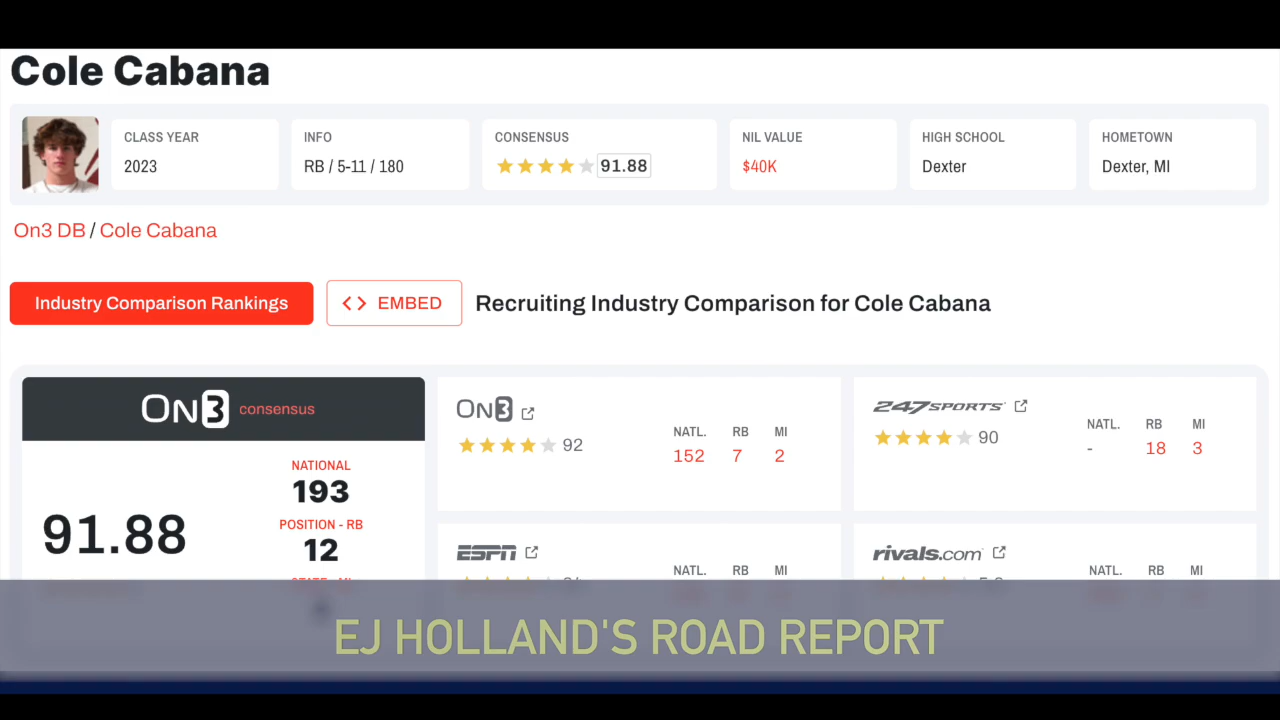 Cole Cabana
CLASS YEAR
2023
INFO
RB / 5-11 / 180
CONSENSUS
91.88
NIL VALUE
$40K
HIGH SCHOOL
Dexter
HOMETOWN
Dexter, MI
On3 DB / Cole Cabana
Industry Comparison Rankings
<> EMBED
Recruiting Industry Comparison for Cole Cabana
ON3 consensus
NATIONAL
193
91.88
POSITION - RB
12
ON3
92
NATL. RB MI
152 7 2
247SPORTS
90
NATL. RB MI
- 18 3
ESPN
NATL. RB MI
rivals.com
NATL. RB MI
EJ HOLLAND'S ROAD REPORT